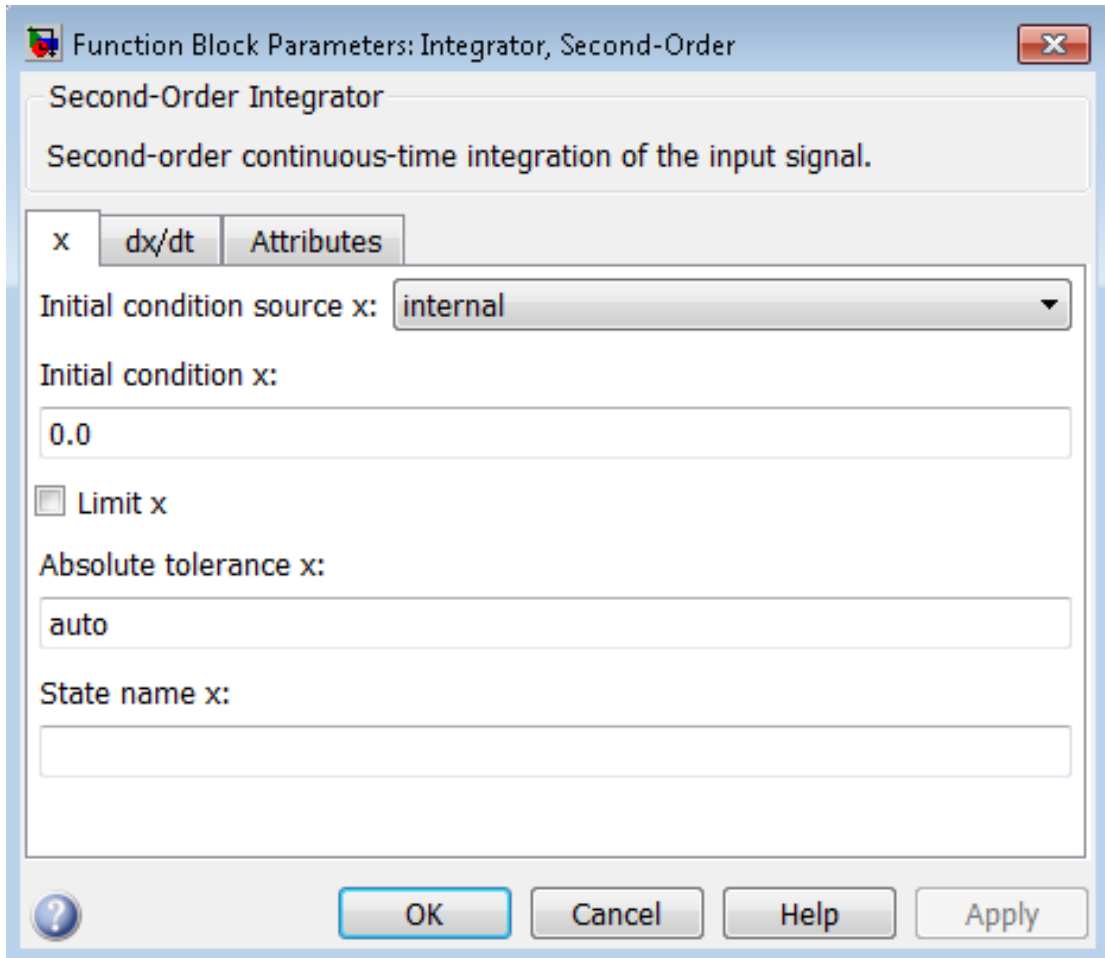 Function Block Parameters: Integrator, Second-Order
Second-Order Integrator
Second-order continuous-time integration of the input signal.
x dx/dt Attributes
Initial condition source x: internal
Initial condition x:
0.0
Limit x
Absolute tolerance x:
auto
State name x:
? OK Cancel Help Apply